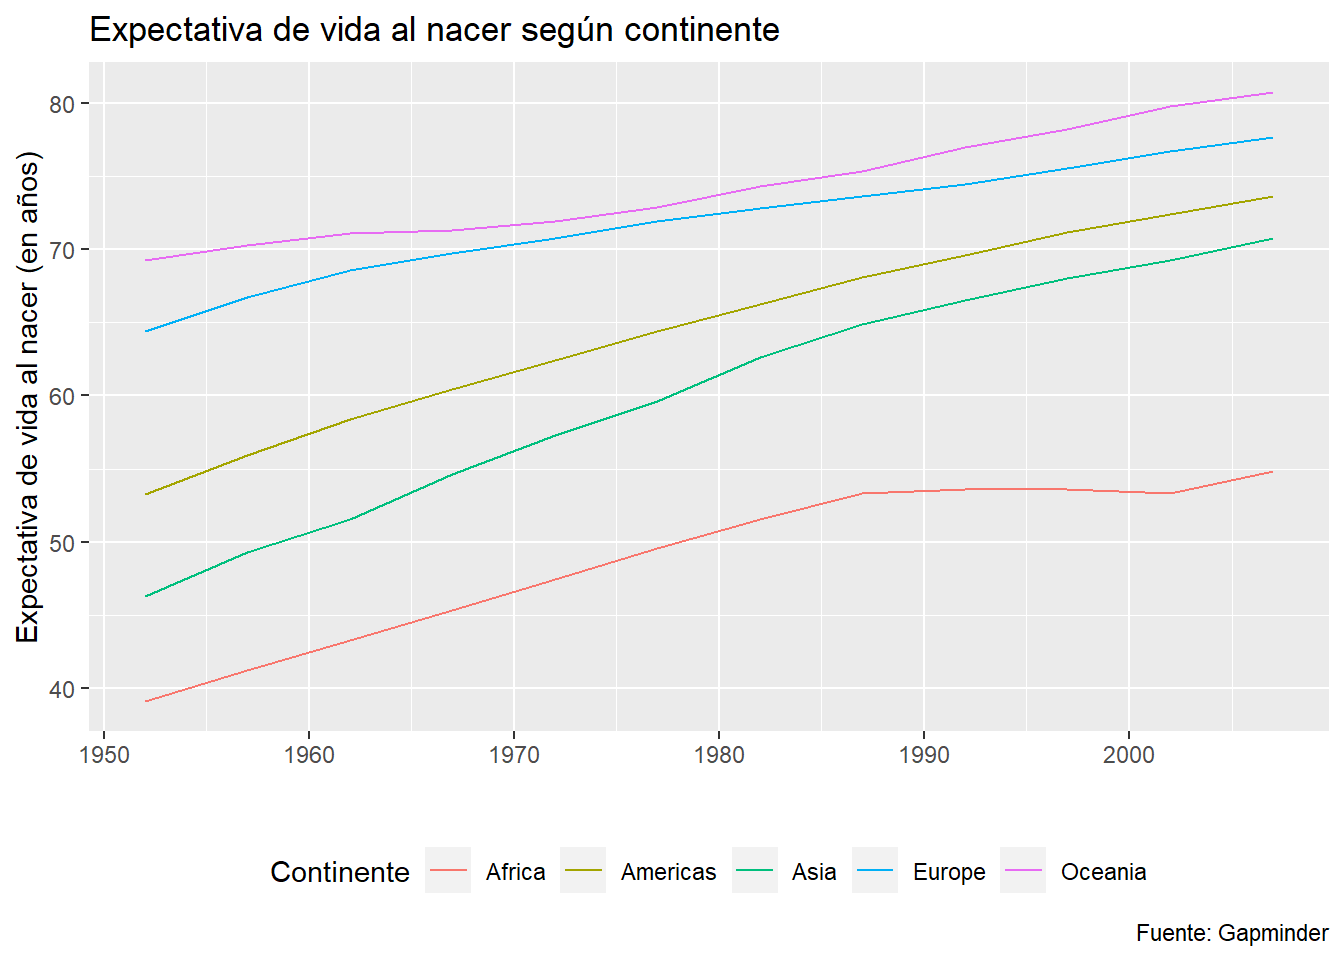 Expectativa de vida al nacer según continente
Expectativa de vida al nacer (en años)
80
70
60
50
40
1950 1960 1970 1980 1990 2000
Continente Africa Americas Asia Europe Oceania
Fuente: Gapminder